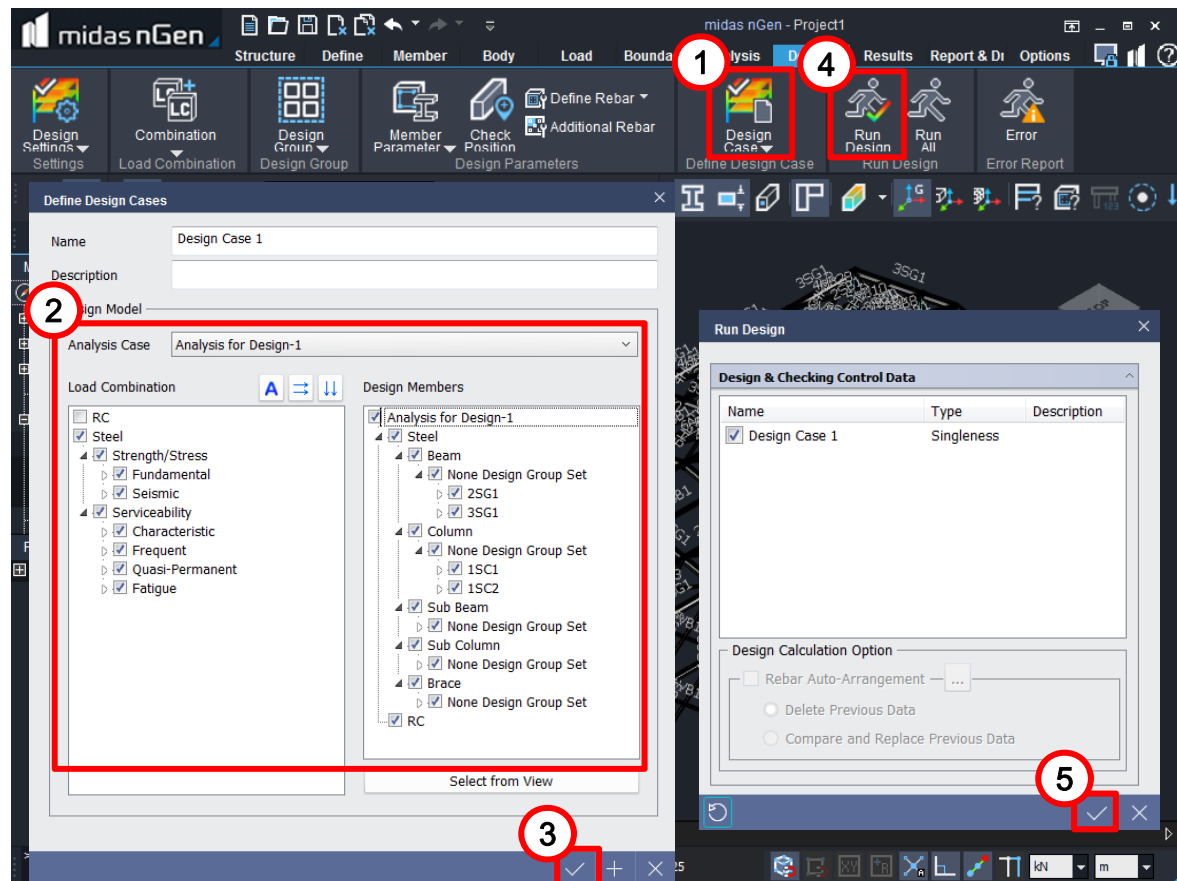 midas nGen
midas nGen - Project1
Structure Define Member Body Load Bounda lysis D Results Report & Di Options
1
4
Design Settings
Combination
Design Group
Member Parameter
Check Position
Define Rebar
Additional Rebar
Design Case
Run Design
Run All
Error
Settings
Load Combination
Design Group
Design Parameters
Define Design Case
Run Design
Error Report
Define Design Cases
Name
Design Case 1
Description
2
ign Model
Analysis Case
Analysis for Design-1
Load Combination
A
Design Members
RC
Steel
Strength/Stress
Fundamental
Seismic
Serviceability
Characteristic
Frequent
Quasi-Permanent
Fatigue
Analysis for Design-1
Steel
Beam
None Design Group Set
2SG1
3SG1
Column
None Design Group Set
1SC1
1SC2
Sub Beam
None Design Group Set
Sub Column
None Design Group Set
Brace
None Design Group Set
RC
Select from View
3
3SG1
Run Design
Design & Checking Control Data
Name Type Description
Design Case 1 Singleness
Design Calculation Option
Rebar Auto-Arrangement
...
Delete Previous Data
Compare and Replace Previous Data
5
25
kN
m